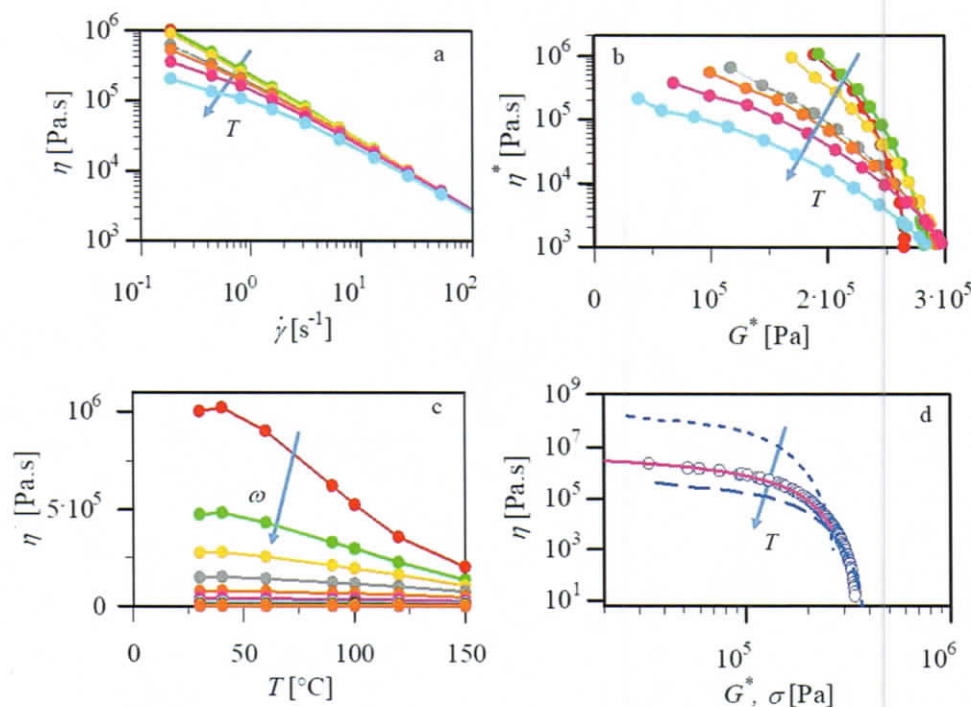 a
η [Pa.s]
10⁶
10⁵
10⁴
10³
T
10⁻¹ 10⁰ 10¹ 10²
γ̇ [s⁻¹]
b
η* [Pa.s]
10⁶
10⁵
10⁴
10³
T
0 10⁵ 2·10⁵ 3·10⁵
G* [Pa]
c
η [Pa.s]
10⁶
5·10⁵
0
ω
0 50 100 150
T [°C]
d
η [Pa.s]
10⁹
10⁷
10⁵
10³
10¹
T
10⁵ 10⁶
G*, σ [Pa]